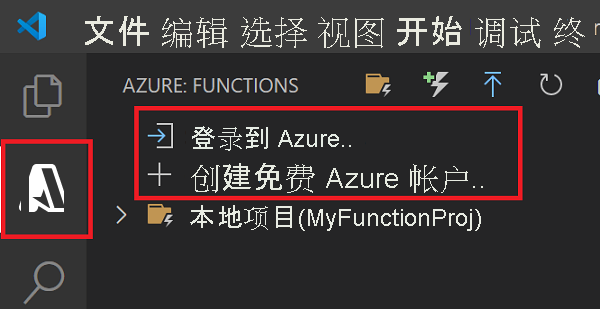 文件 编辑 选择 视图 开始 调试 终
AZURE: FUNCTIONS
登录到 Azure..
创建免费 Azure 帐户..
本地项目(MyFunctionProj)